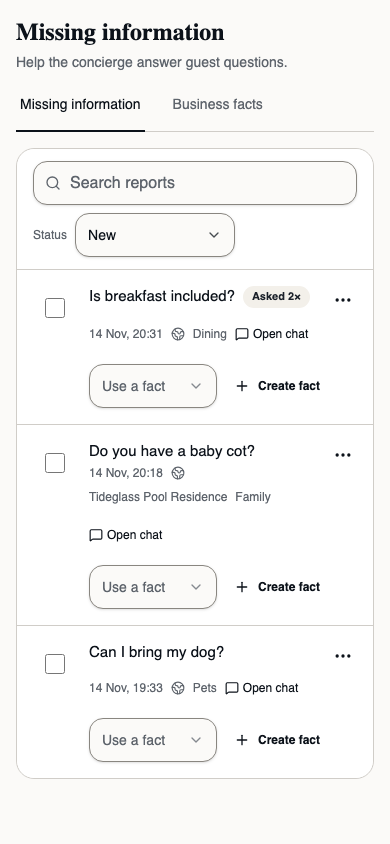 Missing information
Help the concierge answer guest questions.
Missing information Business facts
Search reports
Status New
Is breakfast included? Asked 2×
14 Nov, 20:31 Dining Open chat
Use a fact Create fact
Do you have a baby cot?
14 Nov, 20:18
Tideglass Pool Residence Family
Open chat
Use a fact Create fact
Can I bring my dog?
14 Nov, 19:33 Pets Open chat
Use a fact Create fact